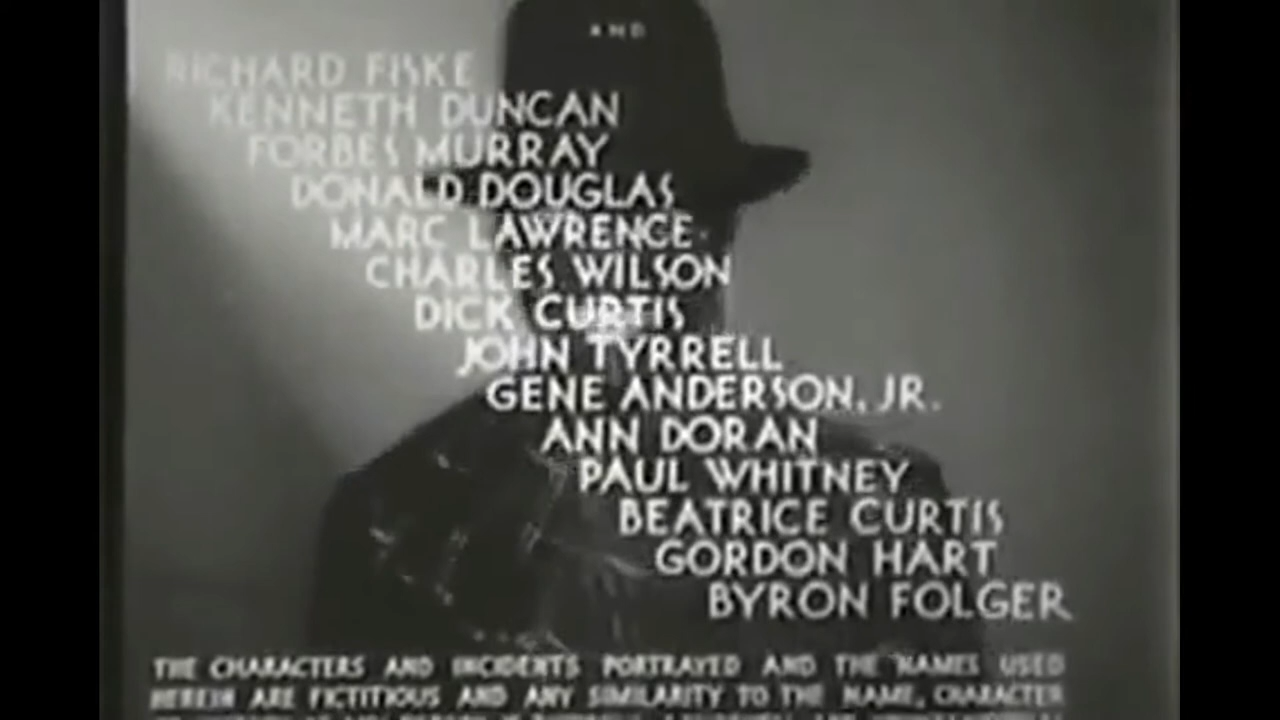 AND
RICHARD FISKE
KENNETH DUNCAN
FORBES MURRAY
DONALD DOUGLAS
MARC LAWRENCE
CHARLES WILSON
DICK CURTIS
JOHN TYRRELL
GENE ANDERSON, JR.
ANN DORAN
PAUL WHITNEY
BEATRICE CURTIS
GORDON HART
BYRON FOLGER
THE CHARACTERS AND INCIDENTS PORTRAYED AND THE NAMES USED
HEREIN ARE FICTITIOUS AND ANY SIMILARITY TO THE NAME, CHARACTER